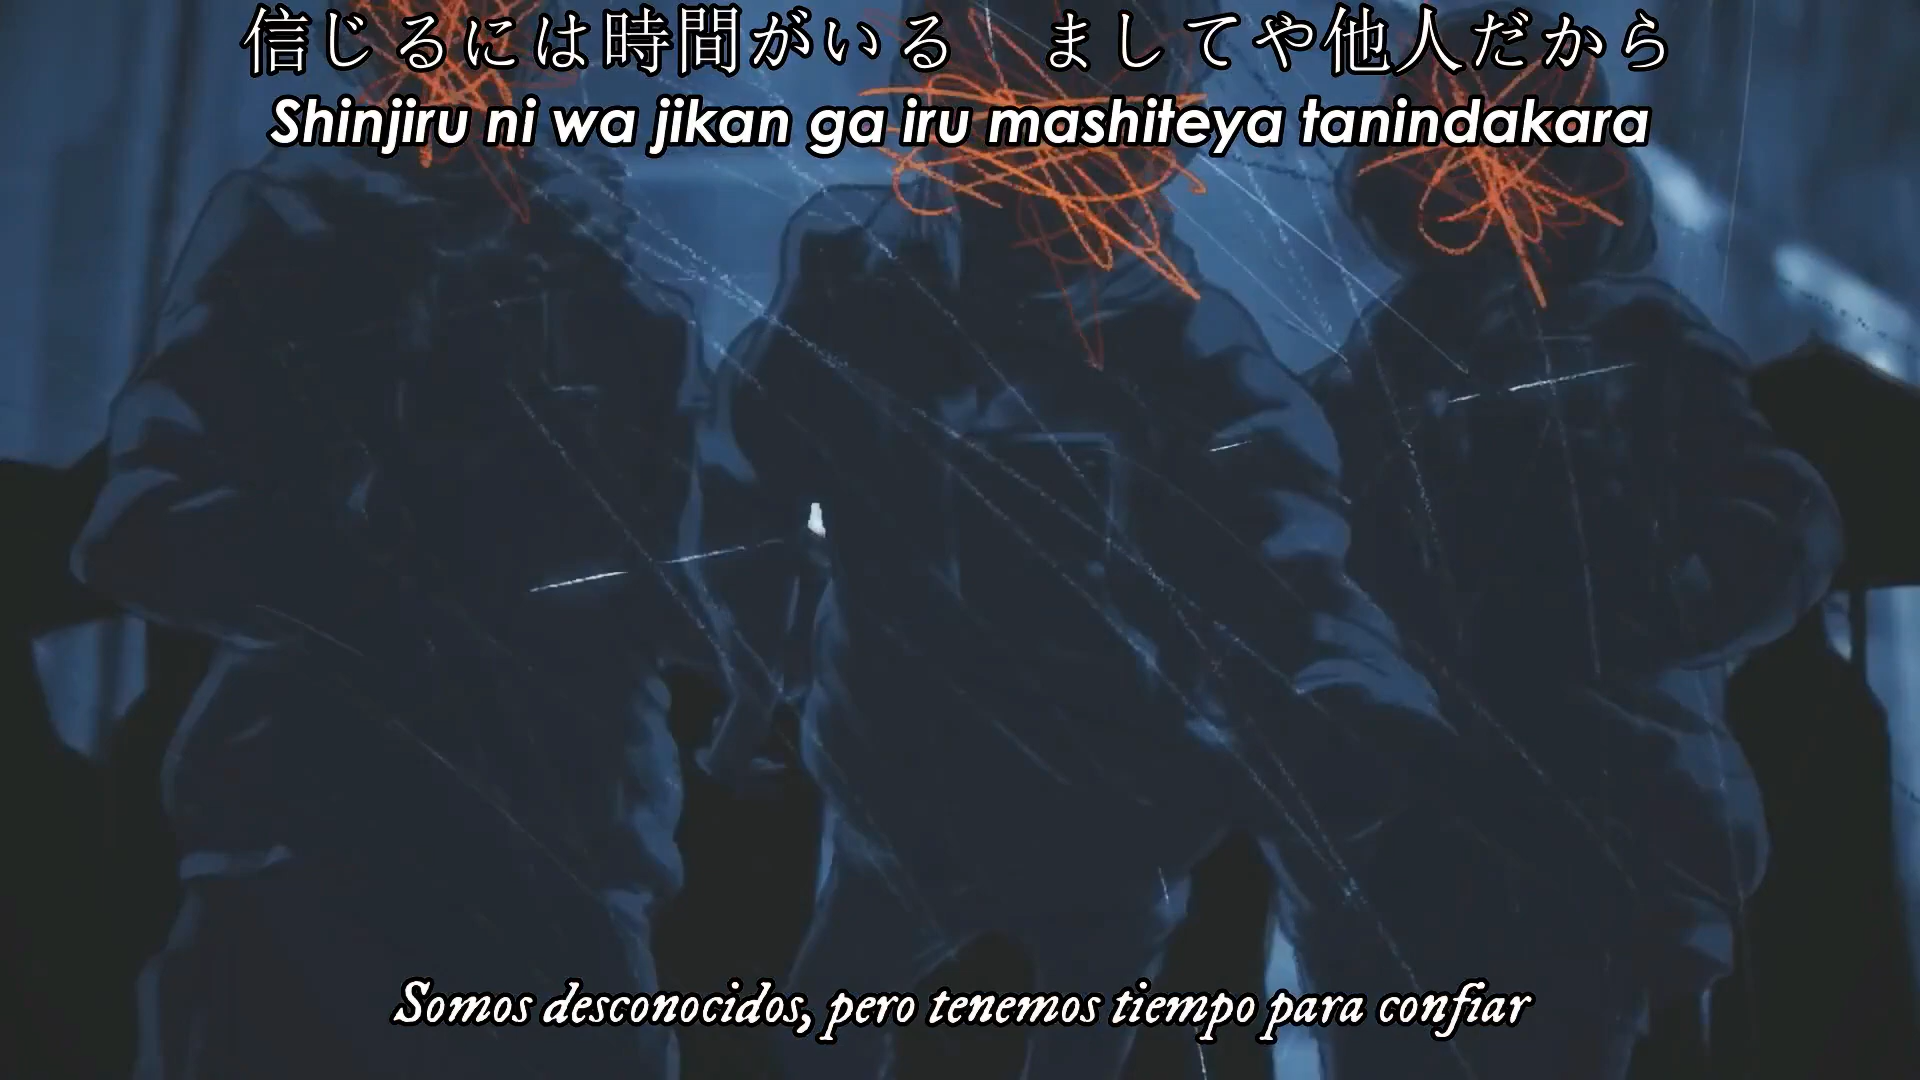 信じるには時間がいる　ましてや他人だから
Shinjiru ni wa jikan ga iru mashiteya tanindakara
Somos desconocidos, pero tenemos tiempo para confiar